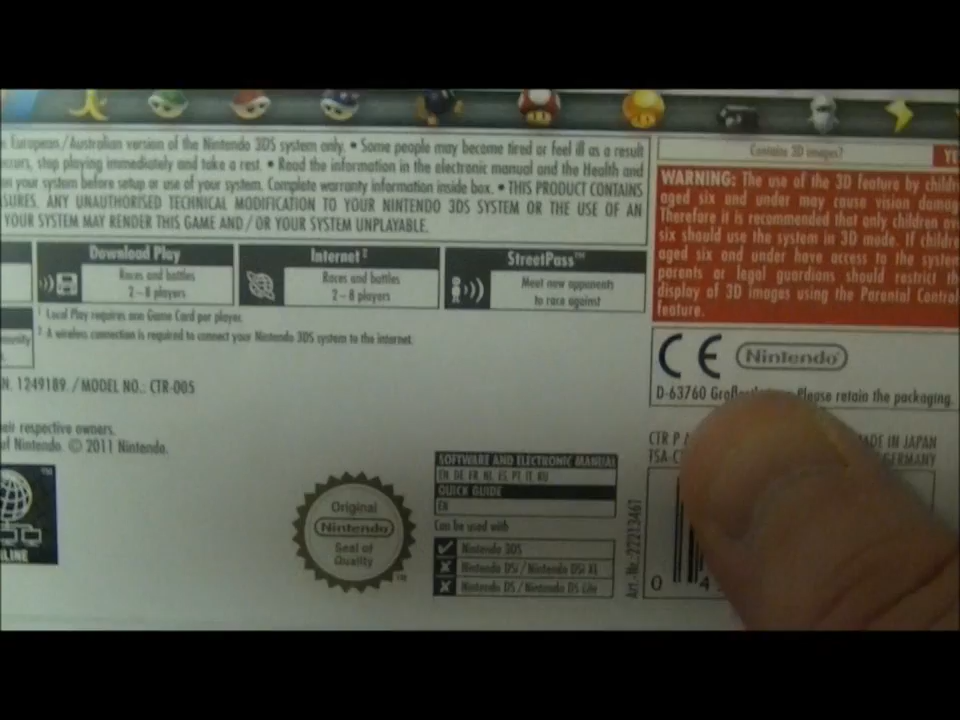 European/Australian version of the Nintendo 3DS system only. • Some people may become tired or feel ill as a result
stop playing immediately and take a rest. • Read the information in the electronic manual and the Health and
on your system before setup or use of your system. Complete warranty information inside box. • THIS PRODUCT CONTAINS
SURES. ANY UNAUTHORISED TECHNICAL MODIFICATION TO YOUR NINTENDO 3DS SYSTEM OR THE USE OF AN
YOUR SYSTEM MAY RENDER THIS GAME AND/OR YOUR SYSTEM UNPLAYABLE.
Contains 3D images?
WARNING: The use of the 3D feature by
aged six and under may cause vision
Therefore it is recommended that only children
six should use the system in 3D mode. If
aged six and under have access to the
parents or legal guardians should restrict
display of 3D images using the Parental
feature.
Download Play
Races and battles
2–8 players
Internet²
Races and battles
2–8 players
StreetPass™
Meet new opponents
to race against
¹ Local Play requires one Game Card per player.
² A wireless connection is required to connect your Nintendo 3DS system to the internet.
CE Nintendo®
D-63760 Please retain the packaging.
N. 1249189 / MODEL NO.: CTR-005
respective owners.
of Nintendo. © 2011 Nintendo.
CTR P
MADE IN JAPAN
GERMANY
LINE
Original
Nintendo
Seal of
Quality
™
SOFTWARE AND ELECTRONIC MANUAL
EN DE FR NL ES PT IT RU
QUICK GUIDE
EN
Can be used with
Nintendo 3DS
Nintendo DSi / Nintendo DSi XL
Nintendo DS / Nintendo DS Lite
Art.-Nr.: 22213461
0 4